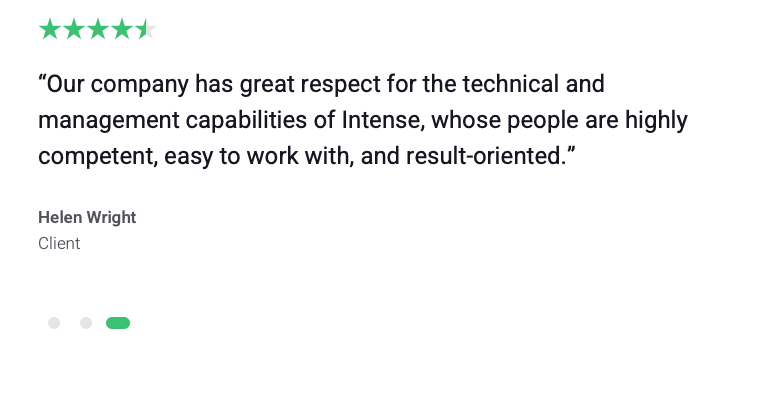 “Our company has great respect for the technical and
management capabilities of Intense, whose people are highly
competent, easy to work with, and result-oriented.”
Helen Wright
Client